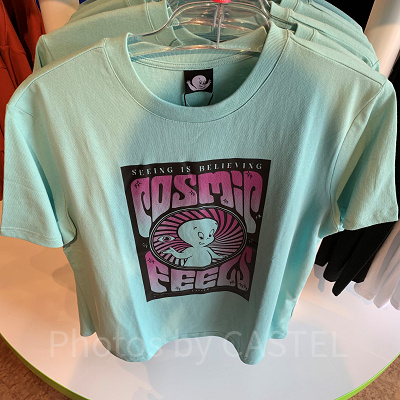 SEEING IS BELIEVING
COSMIC
FEELS
Photos by CASTEL